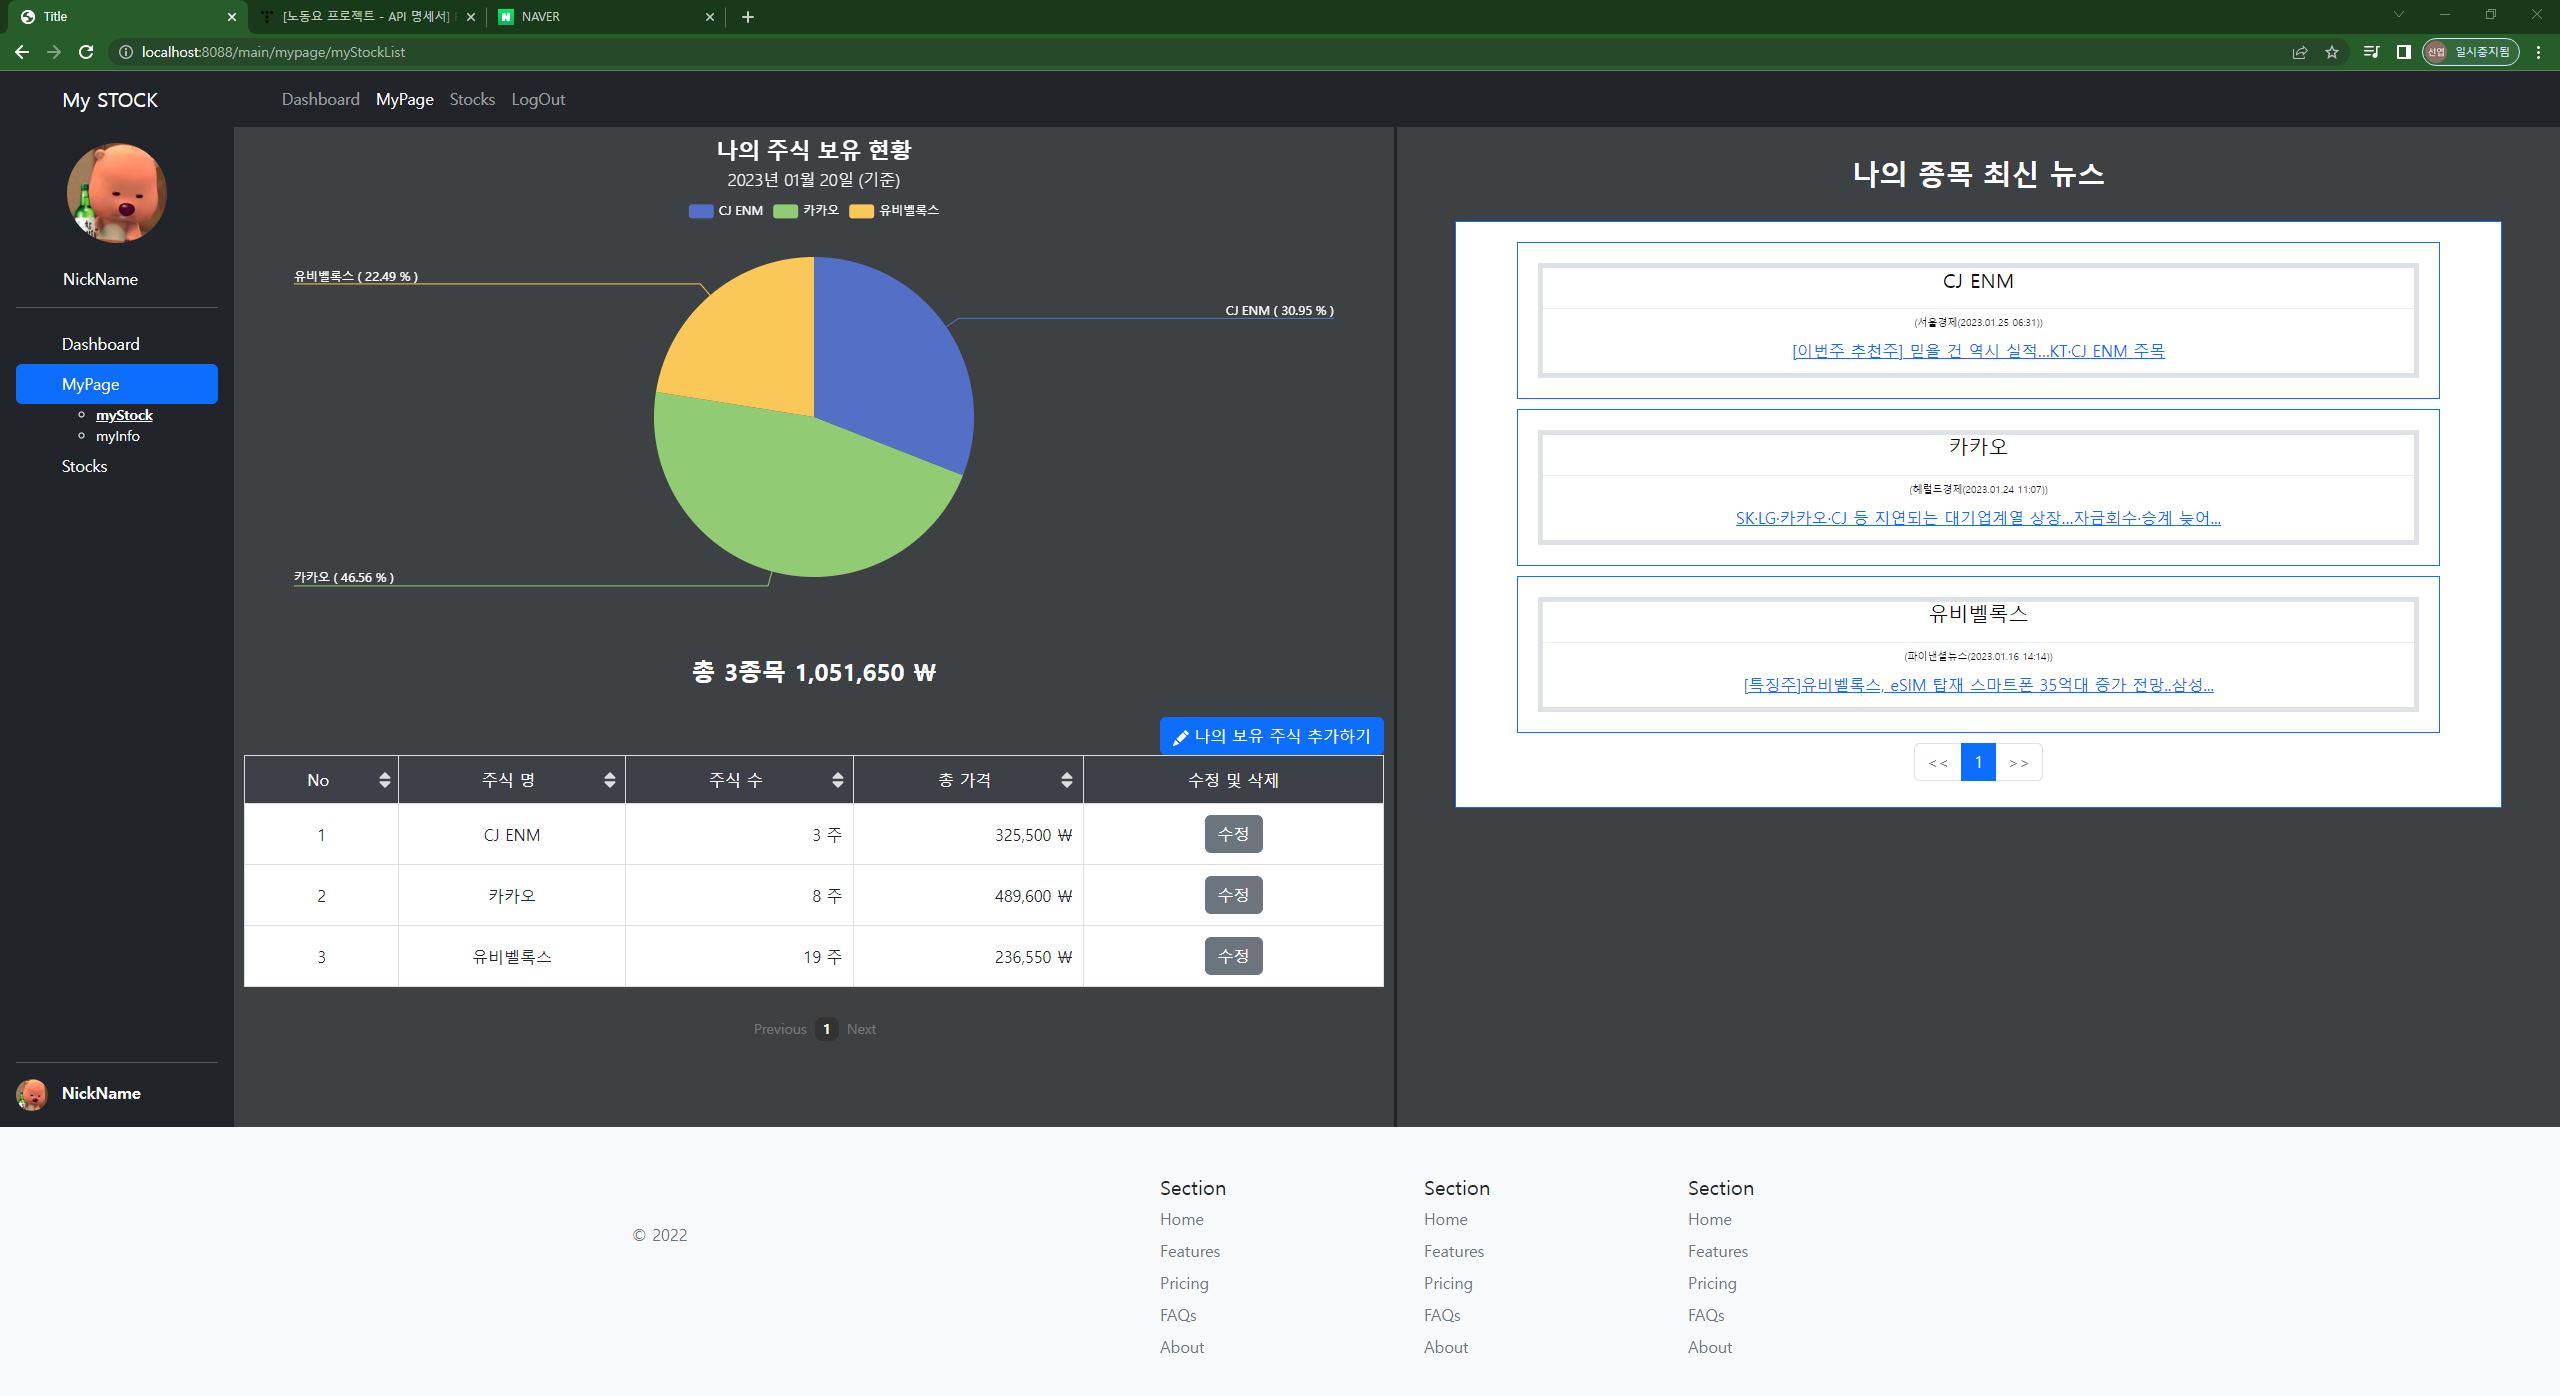 Title
[노동요 프로젝트 - API 명세서]
NAVER
localhost:8088/main/mypage/myStockList
선엽 일시중지됨
My STOCK
Dashboard MyPage Stocks LogOut
NickName
Dashboard
MyPage
myStock
myInfo
Stocks
NickName
나의 주식 보유 현황
2023년 01월 20일 (기준)
CJ ENM 카카오 유비벨록스
유비벨록스 ( 22.49 % )
CJ ENM ( 30.95 % )
카카오 ( 46.56 % )
총 3종목 1,051,650 ₩
나의 보유 주식 추가하기
No 주식 명 주식 수 총 가격 수정 및 삭제
1 CJ ENM 3 주 325,500 ₩ 수정
2 카카오 8 주 489,600 ₩ 수정
3 유비벨록스 19 주 236,550 ₩ 수정
Previous 1 Next
나의 종목 최신 뉴스
CJ ENM
(서울경제(2023.01.25 06:31))
[이번주 추천주] 믿을 건 역시 실적...KT·CJ ENM 주목
카카오
(헤럴드경제(2023.01.24 11:07))
SK·LG·카카오·CJ 등 지연되는 대기업계열 상장...자금회수·승계 늦어...
유비벨록스
(파이낸셜뉴스(2023.01.16 14:14))
[특징주]유비벨록스, eSIM 탑재 스마트폰 35억대 증가 전망..삼성...
<< 1 >>
© 2022
Section
Home
Features
Pricing
FAQs
About
Section
Home
Features
Pricing
FAQs
About
Section
Home
Features
Pricing
FAQs
About